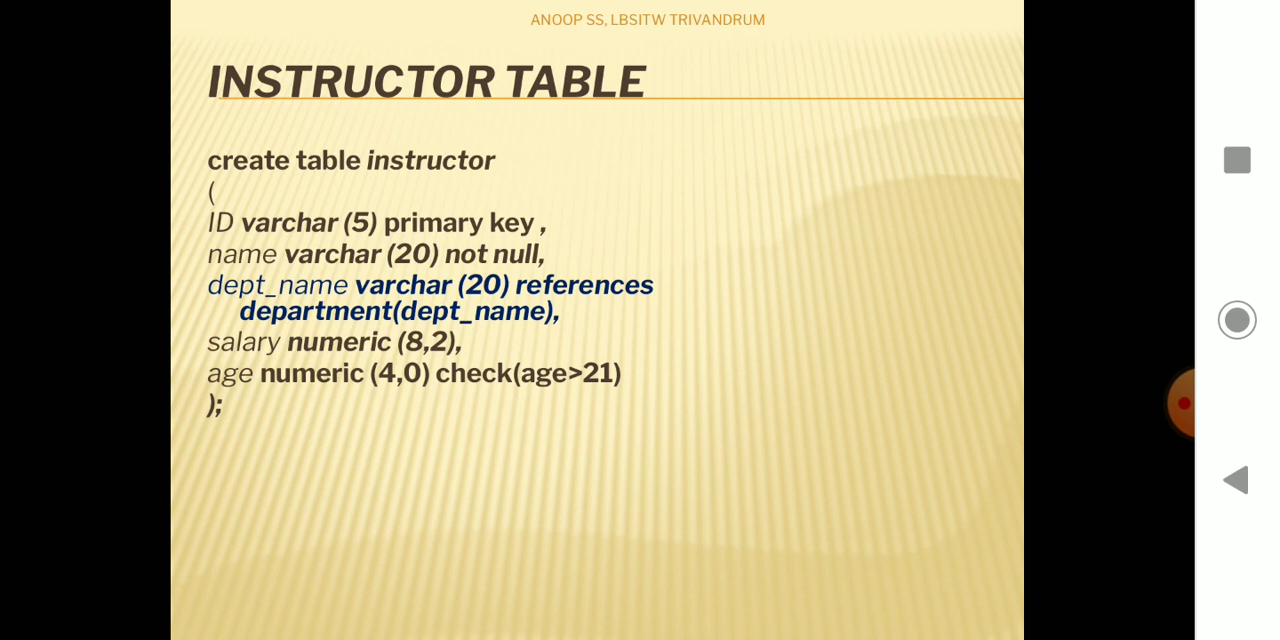 ANOOP SS, LBSITW TRIVANDRUM
INSTRUCTOR TABLE
create table instructor
(
ID varchar (5) primary key ,
name varchar (20) not null,
dept_name varchar (20) references
department(dept_name),
salary numeric (8,2),
age numeric (4,0) check(age>21)
);